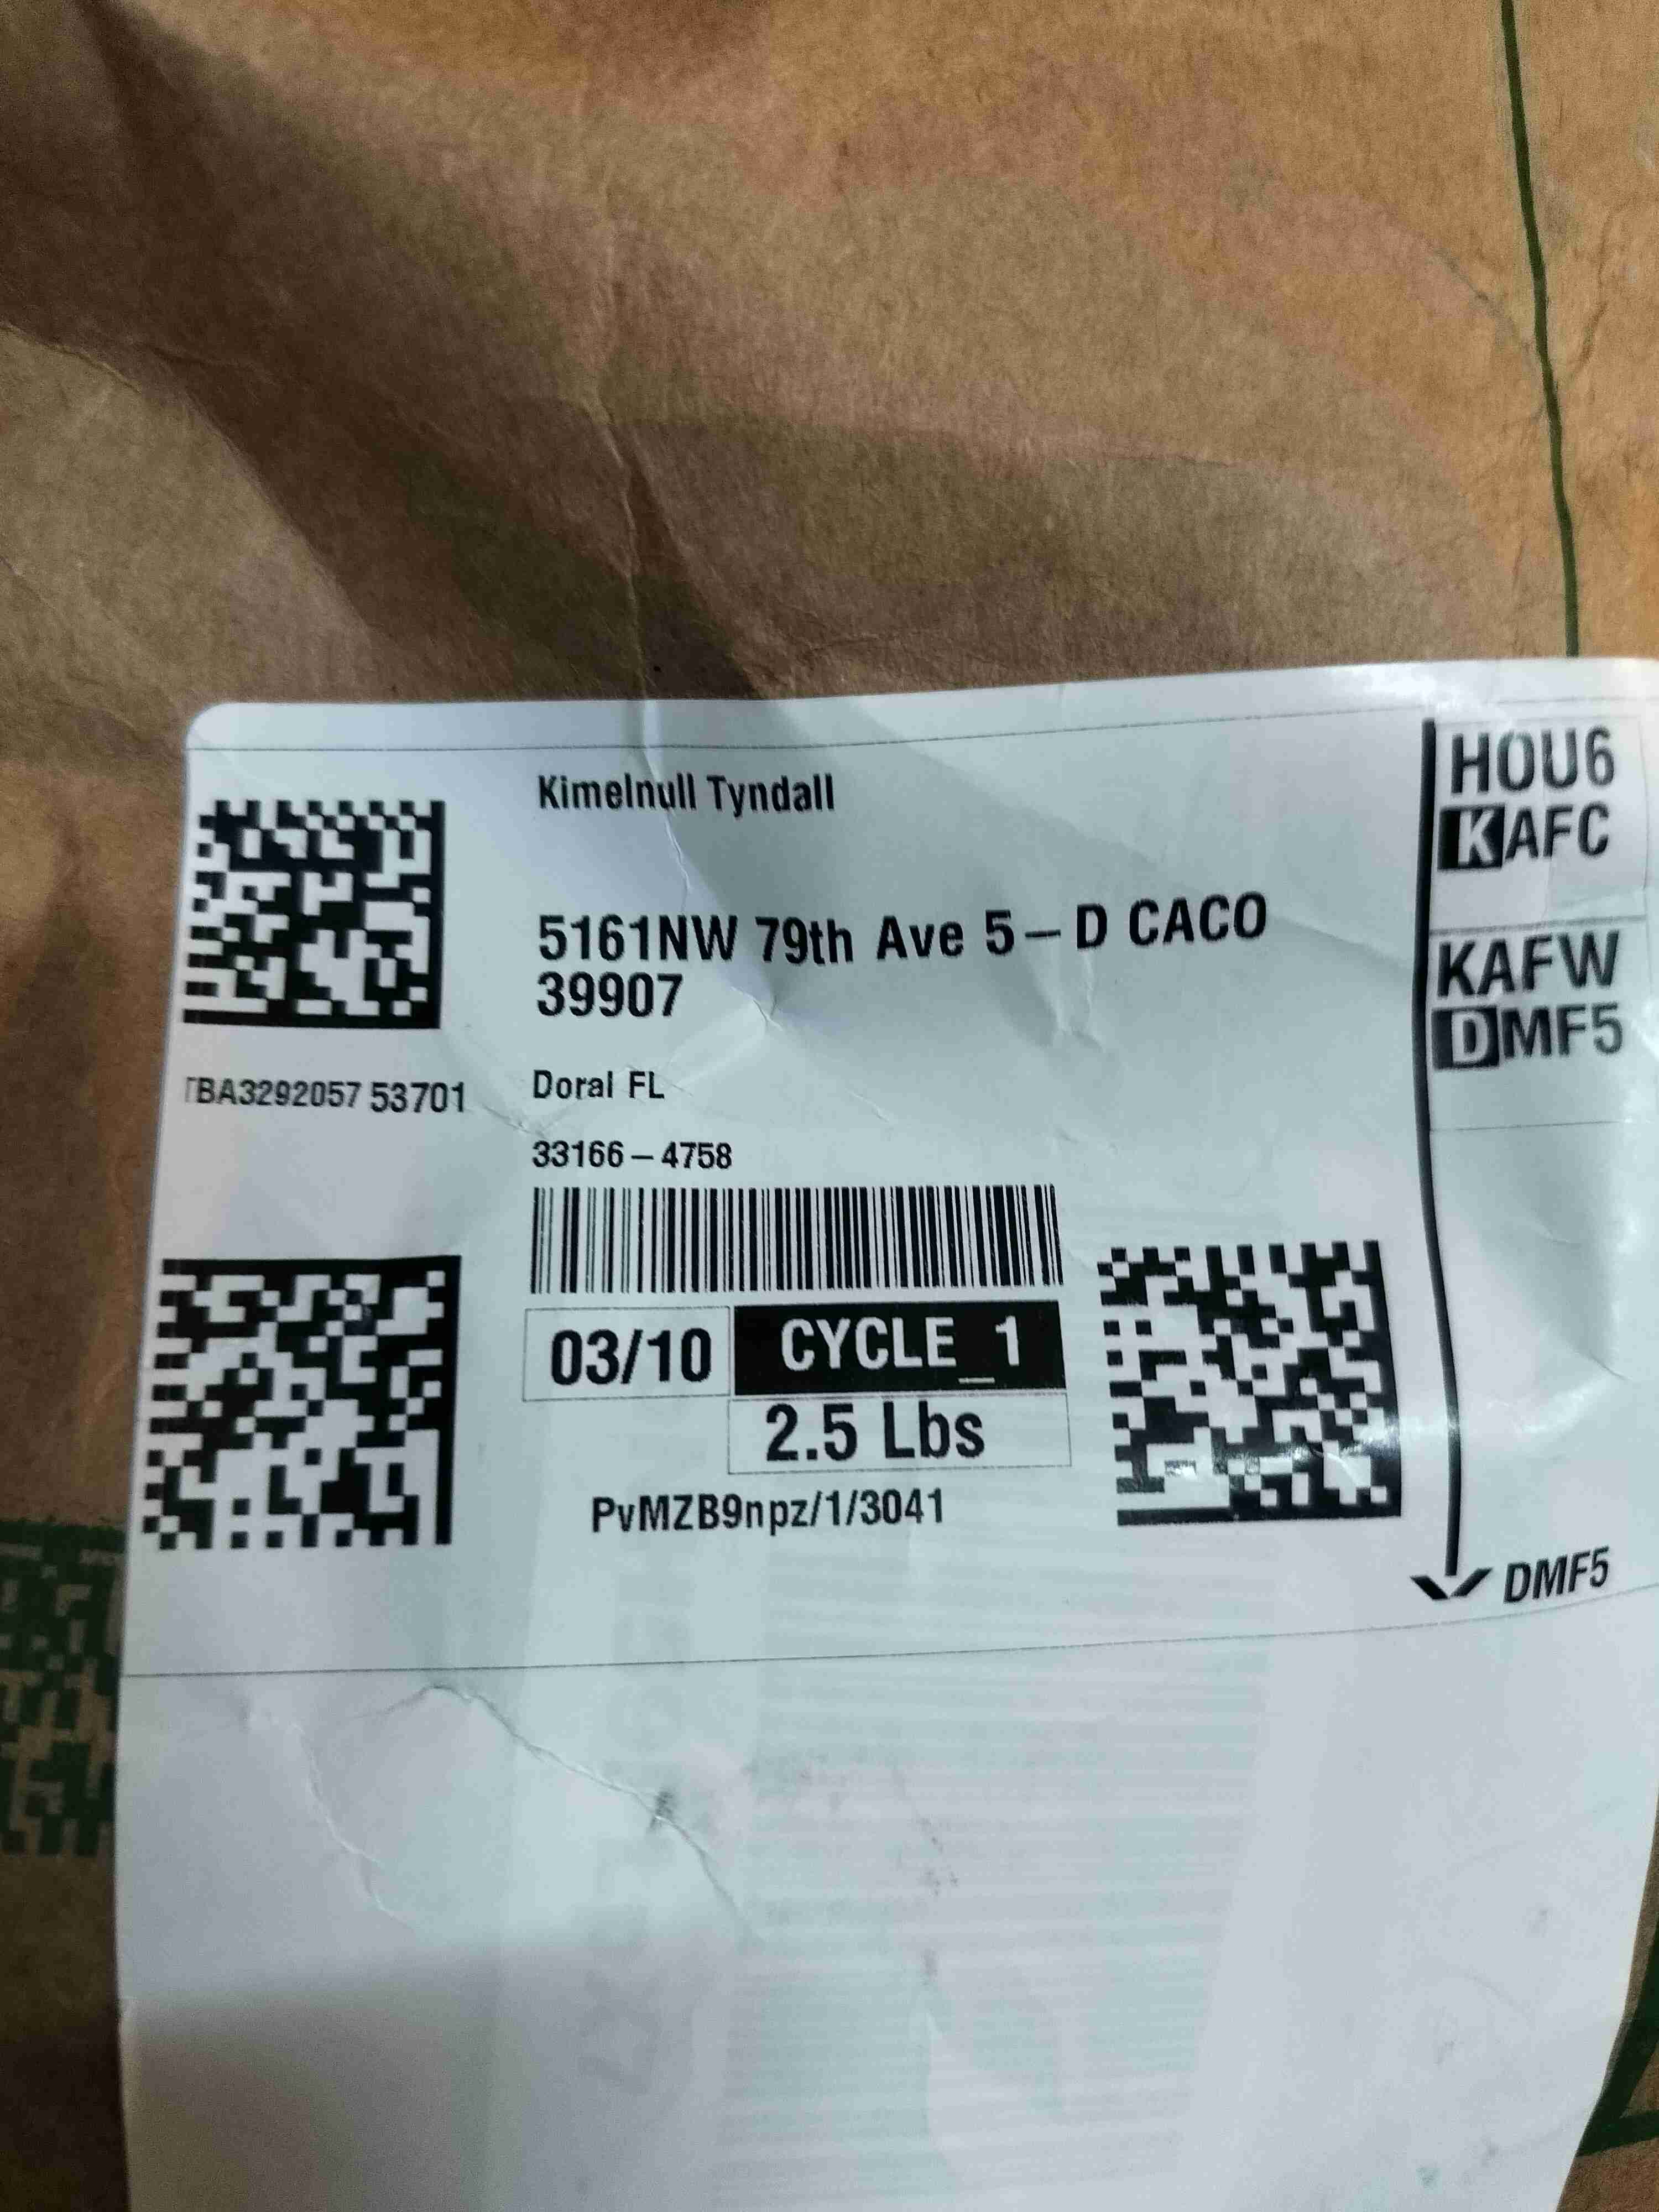 Kimelnull Tyndall
5161NW 79th Ave 5-D CACO
39907
Doral FL
33166-4758
TBA3292057 53701
03/10
CYCLE_1
2.5 Lbs
PvMZB9npz/1/3041
HOU6
KAFC
KAFW
DMF5
DMF5